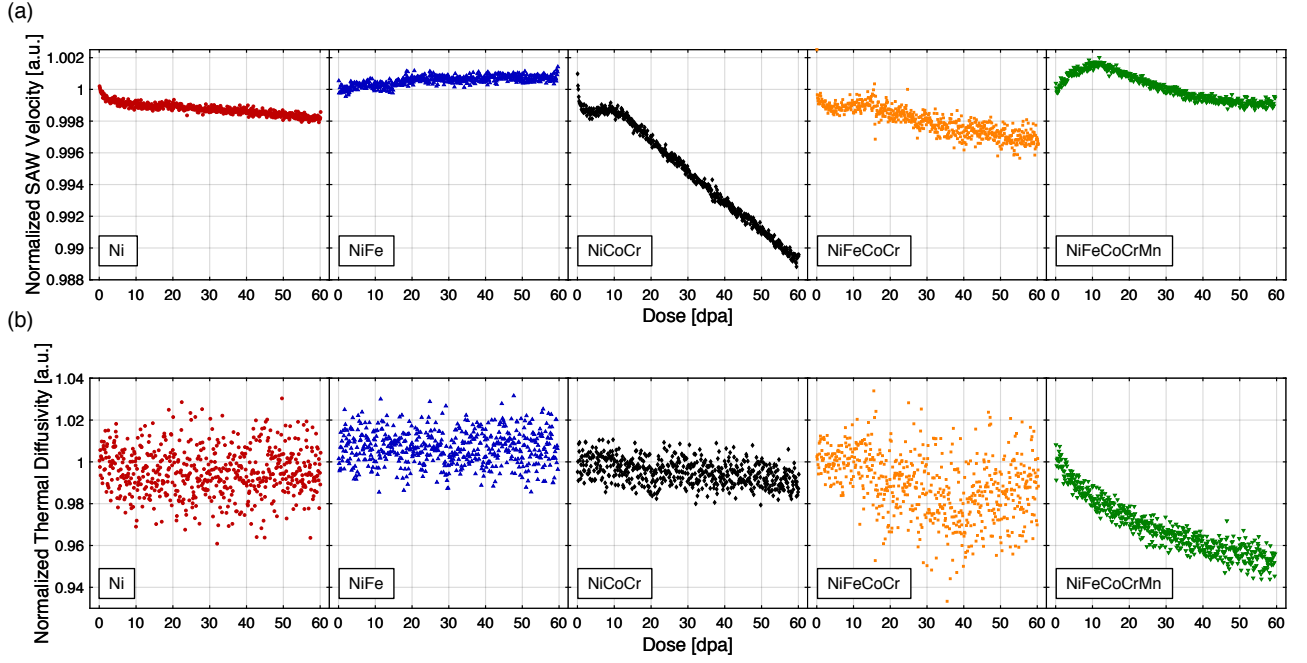 (a)
Normalized SAW Velocity [a.u.]
1.002
1
0.998
0.996
0.994
0.992
0.99
0.988
Ni
NiFe
NiCoCr
NiFeCoCr
NiFeCoCrMn
0 10 20 30 40 50 60 0 10 20 30 40 50 60 0 10 20 30 40 50 60 0 10 20 30 40 50 60 0 10 20 30 40 50 60
Dose [dpa]
(b)
Normalized Thermal Diffusivity [a.u.]
1.04
1.02
1
0.98
0.96
0.94
Ni
NiFe
NiCoCr
NiFeCoCr
NiFeCoCrMn
0 10 20 30 40 50 60 0 10 20 30 40 50 60 0 10 20 30 40 50 60 0 10 20 30 40 50 60 0 10 20 30 40 50 60
Dose [dpa]